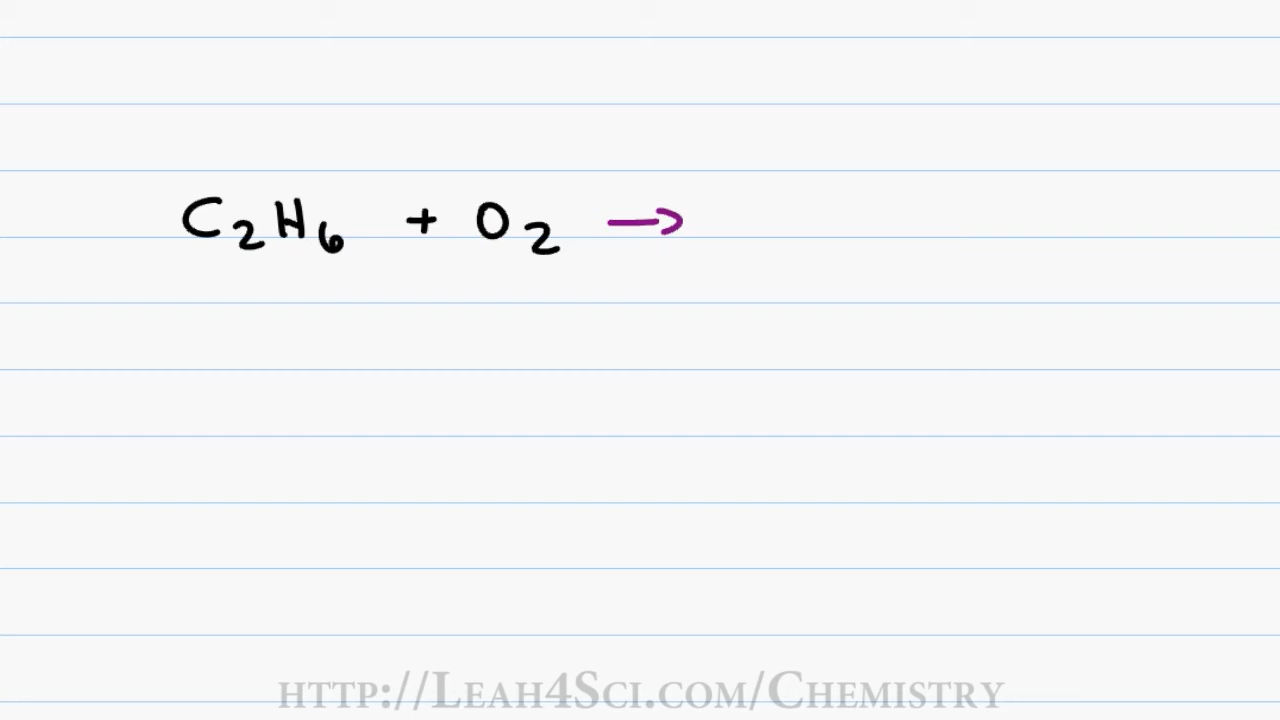 C₂H₆ + O₂ →
HTTP://LEAH4SCI.COM/CHEMISTRY